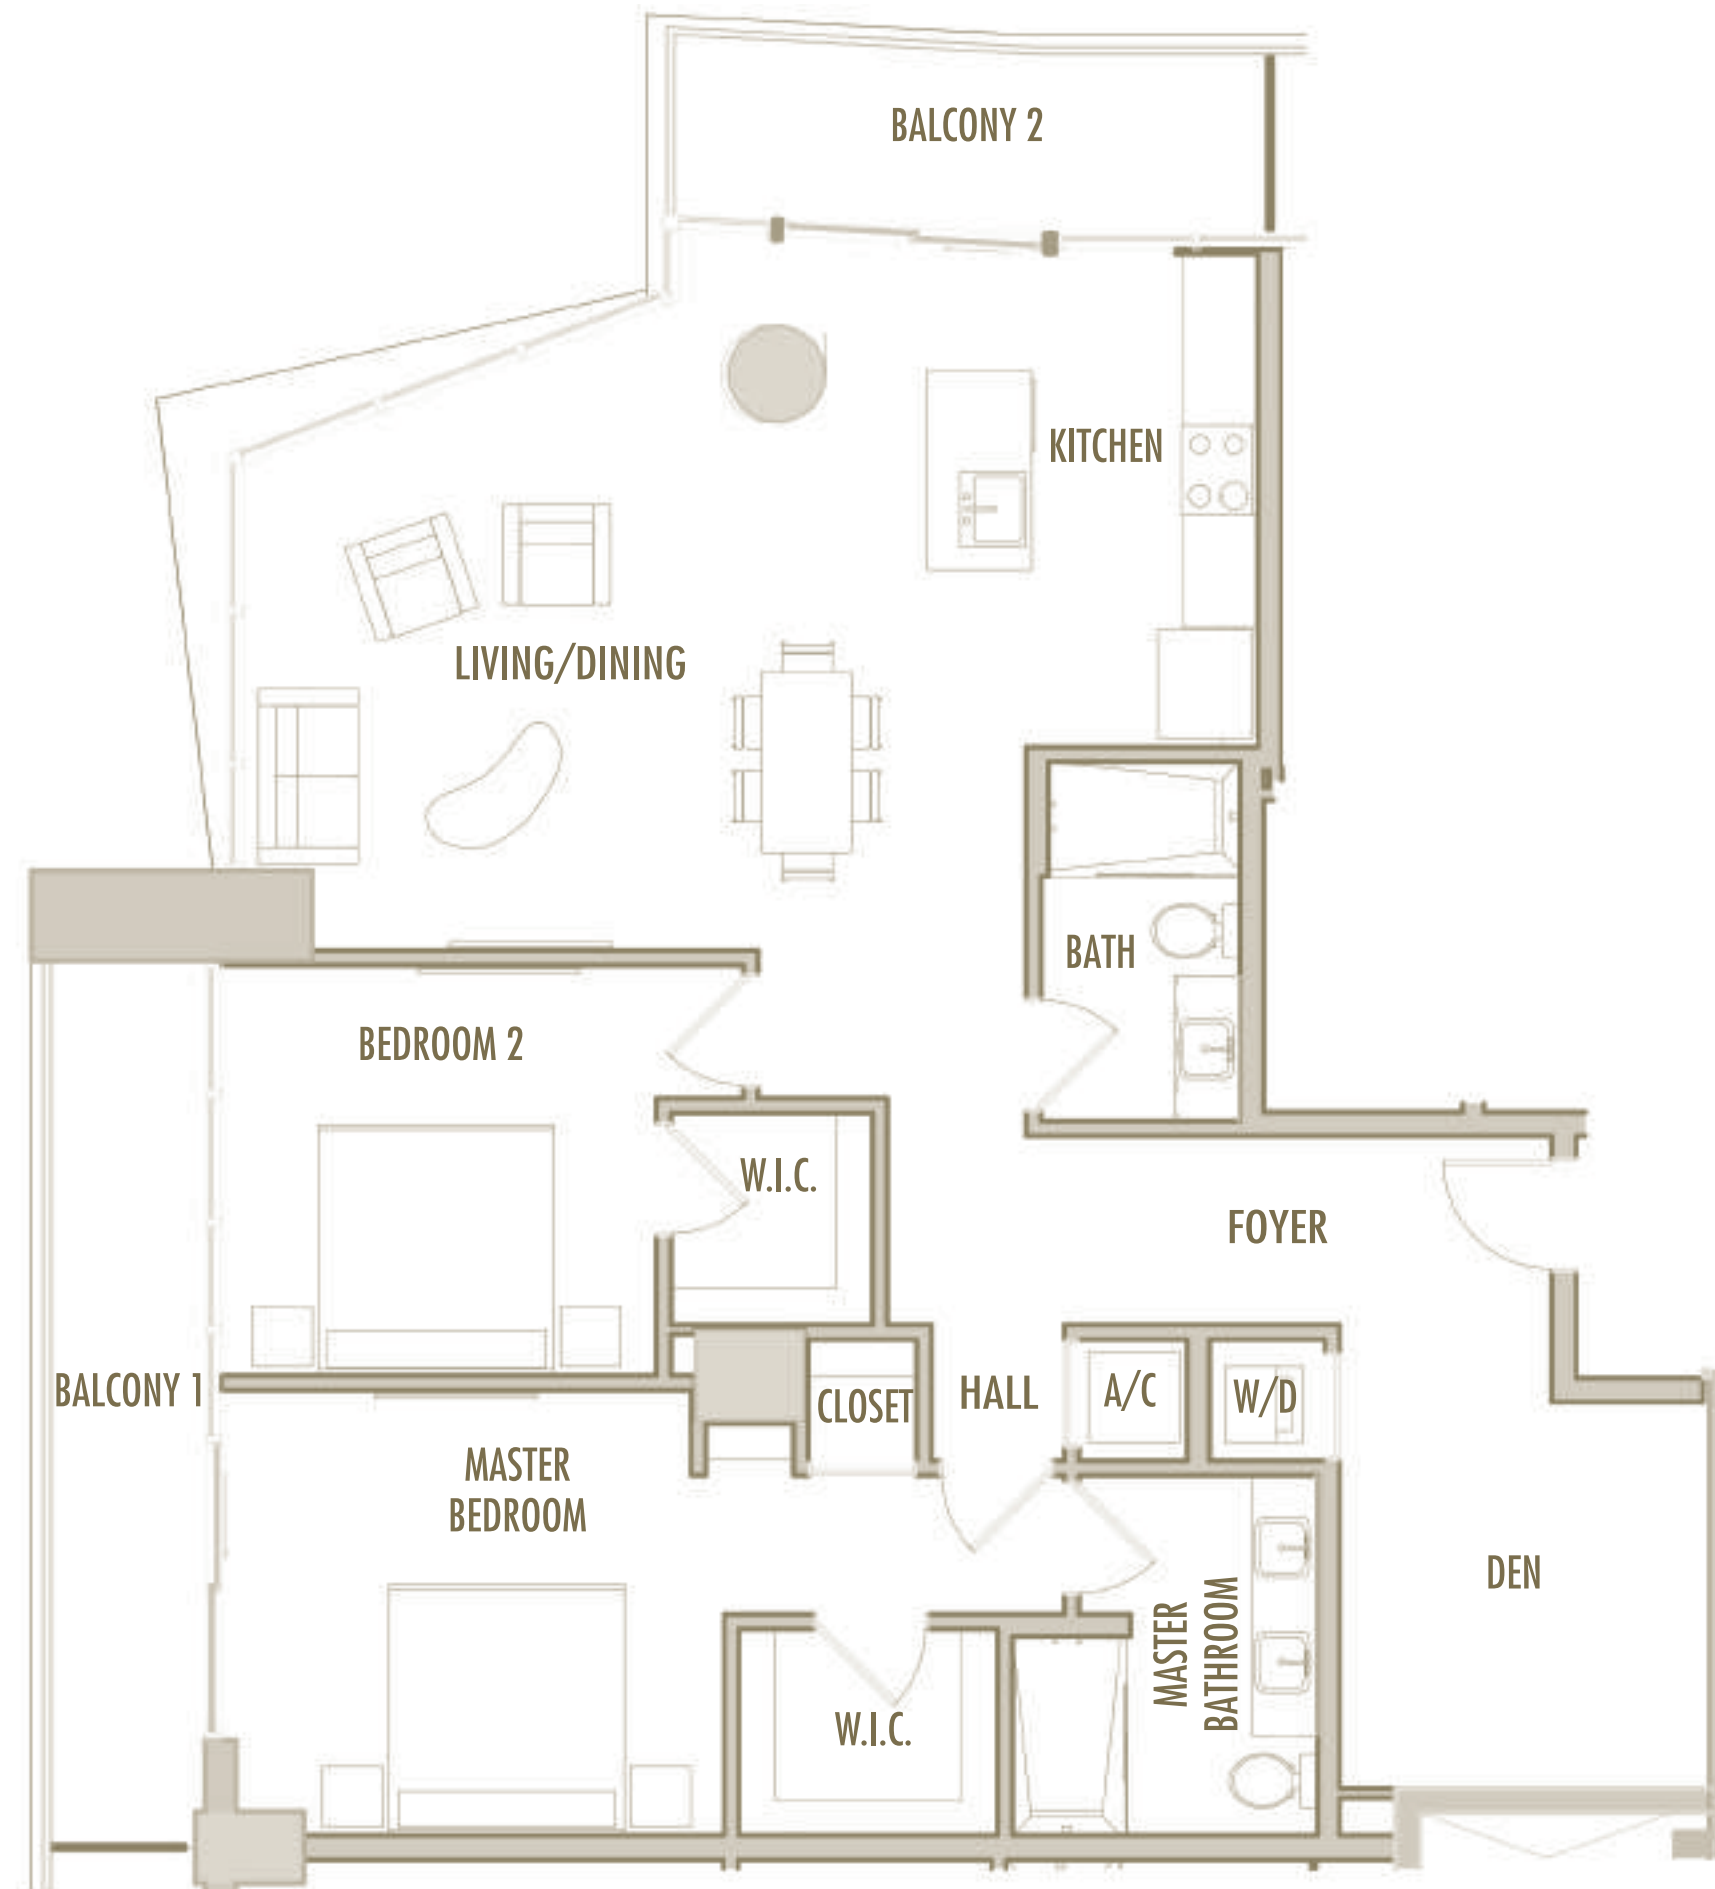 BALCONY 2
KITCHEN
LIVING/DINING
BATH
BEDROOM 2
W.I.C.
FOYER
BALCONY 1
CLOSET
HALL
A/C
W/D
MASTER
BEDROOM
DEN
MASTER
BATHROOM
W.I.C.